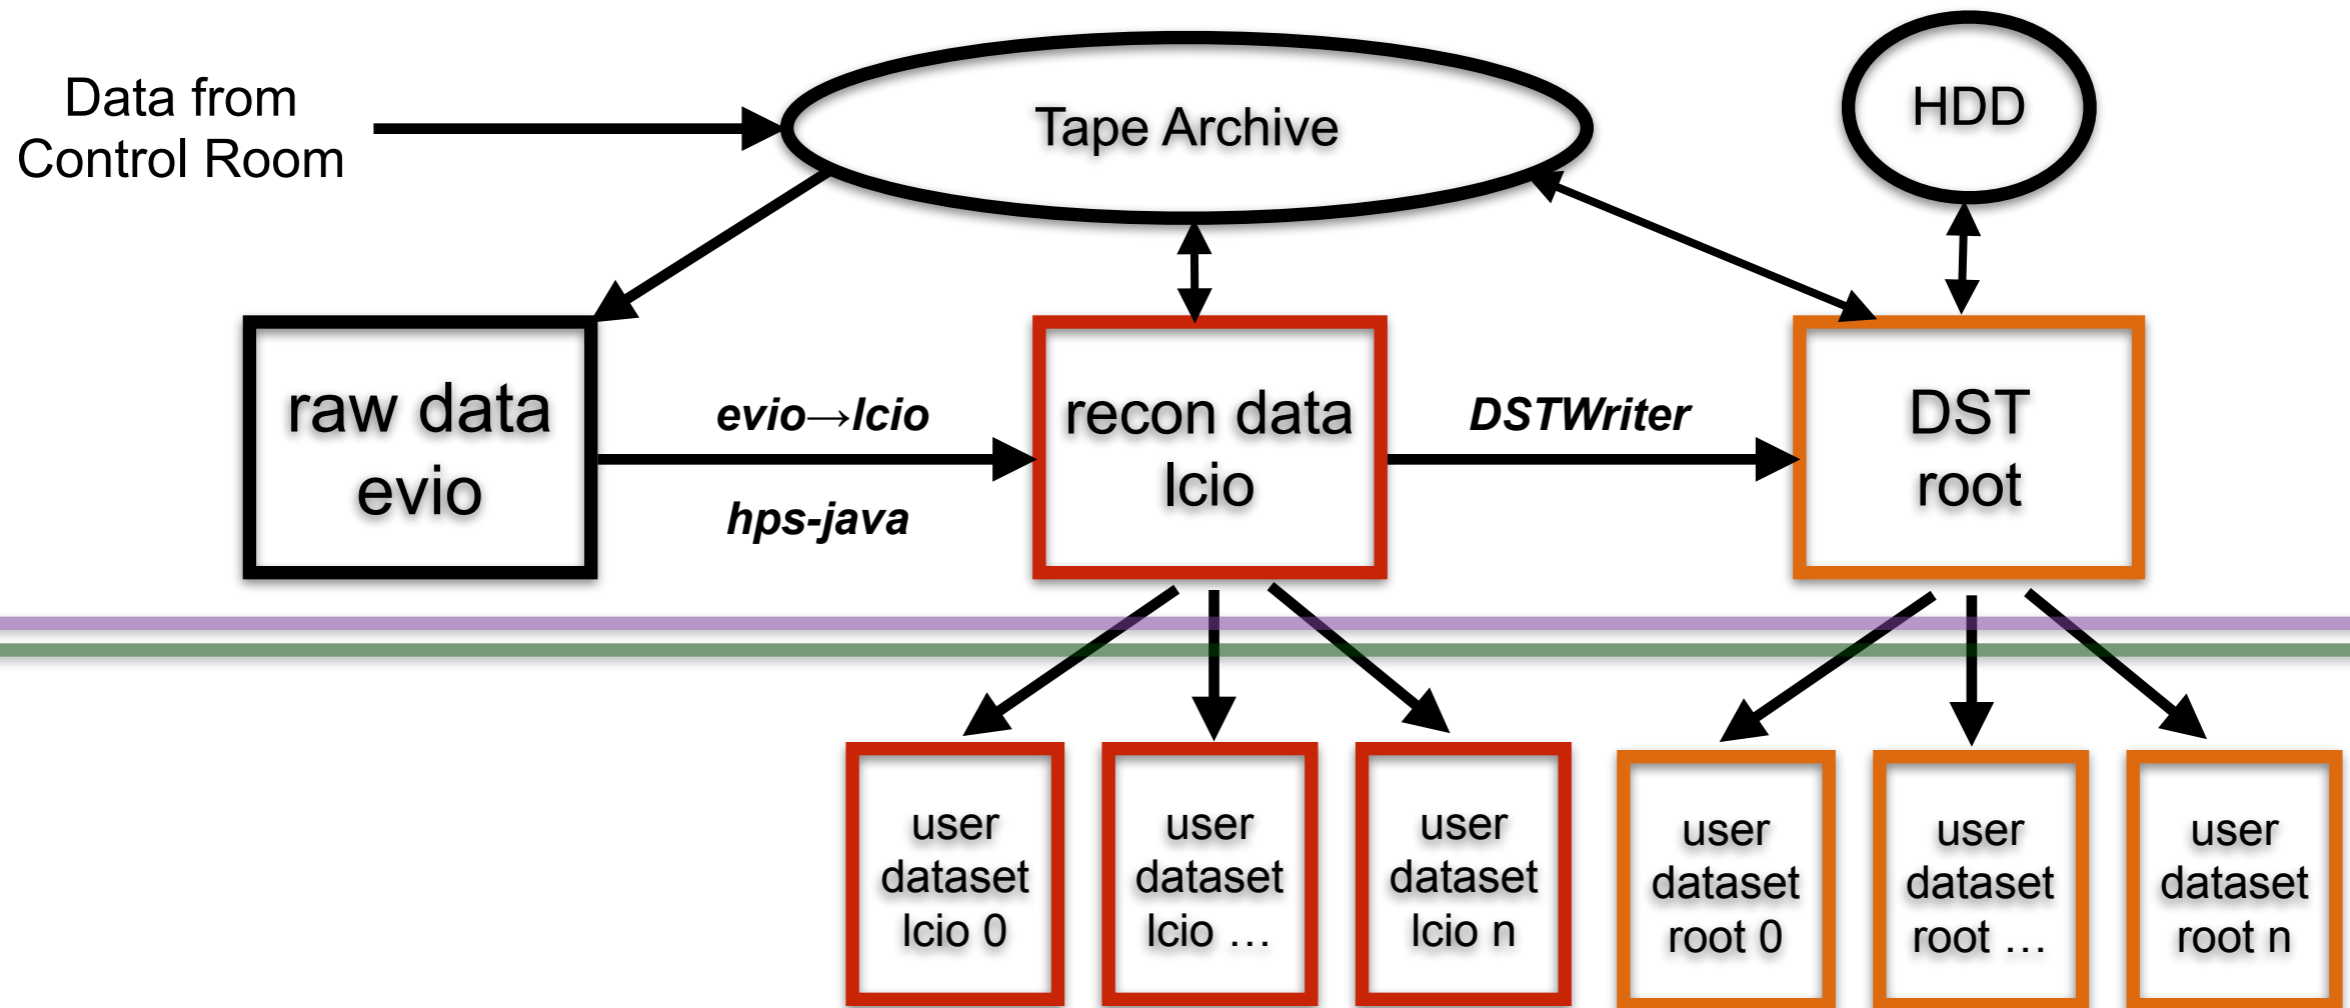 Data from
Control Room
Tape Archive
HDD
raw data
evio
evio→lcio
hps-java
recon data
lcio
DSTWriter
DST
root
user
dataset
lcio 0
user
dataset
lcio …
user
dataset
lcio n
user
dataset
root 0
user
dataset
root …
user
dataset
root n